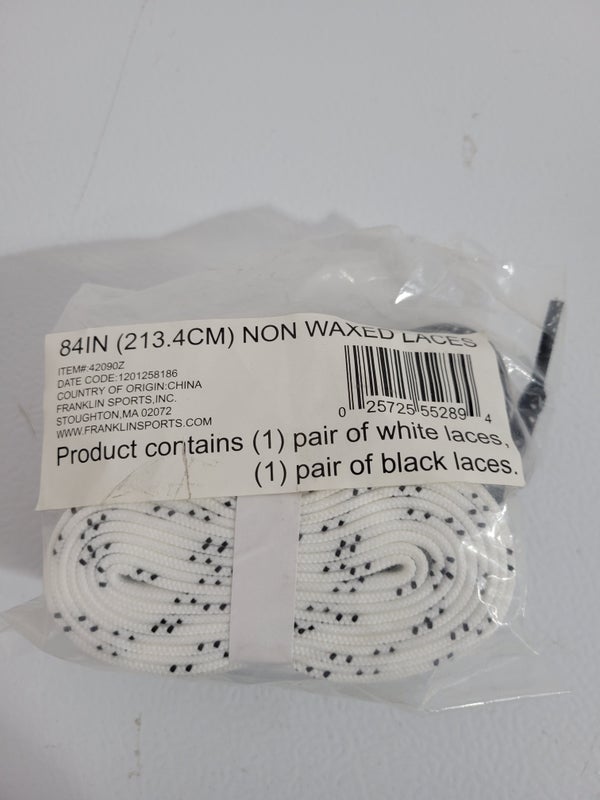 84IN (213.4CM) NON WAXED LACES
ITEM#:42090Z
DATE CODE:1201258186
COUNTRY OF ORIGIN:CHINA
FRANKLIN SPORTS,INC.
STOUGHTON,MA 02072
WWW.FRANKLINSPORTS.COM
0 25725 55289 4
Product contains (1) pair of white laces,
(1) pair of black laces.